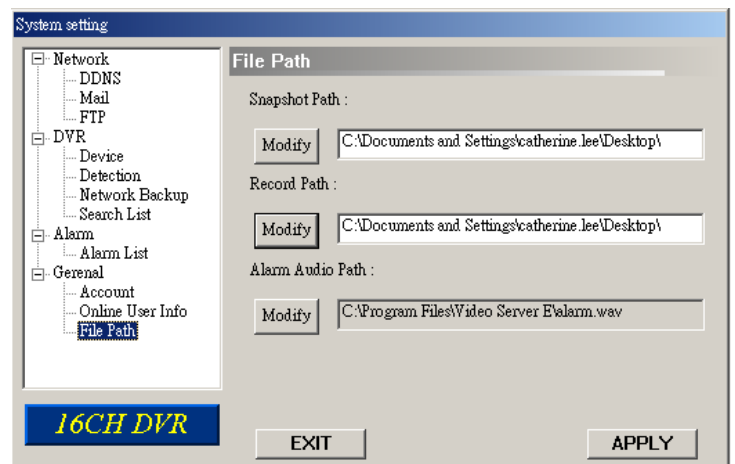 System setting
Network
DDNS
Mail
FTP
DVR
Device
Detection
Network Backup
Search List
Alarm
Alarm List
Gerenal
Account
Online User Info
File Path
16CH DVR
File Path
Snapshot Path :
Modify C:\Documents and Settings\catherine.lee\Desktop\
Record Path :
Modify C:\Documents and Settings\catherine.lee\Desktop\
Alarm Audio Path :
Modify C:\Program Files\Video Server E\alarm.wav
EXIT APPLY